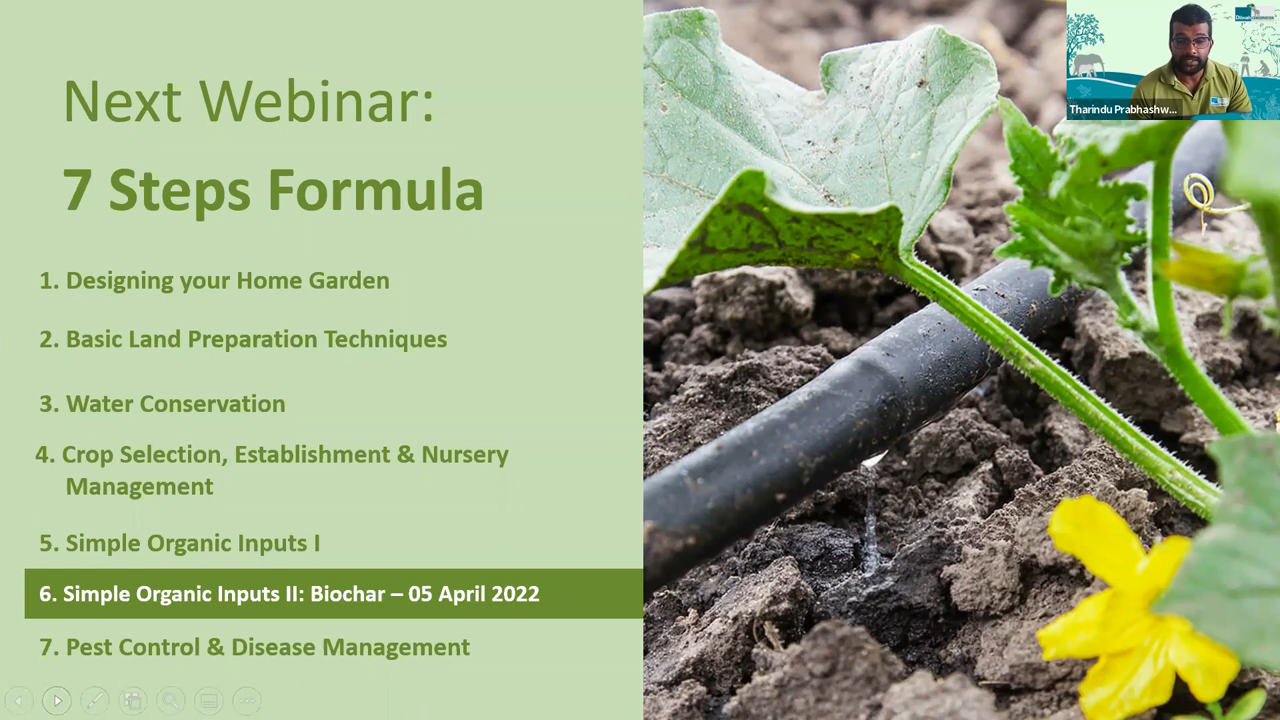 Next Webinar:
7 Steps Formula
1. Designing your Home Garden
2. Basic Land Preparation Techniques
3. Water Conservation
4. Crop Selection, Establishment & Nursery
Management
5. Simple Organic Inputs I
6. Simple Organic Inputs II: Biochar – 05 April 2022
7. Pest Control & Disease Management
Tharindu Prabhashw...